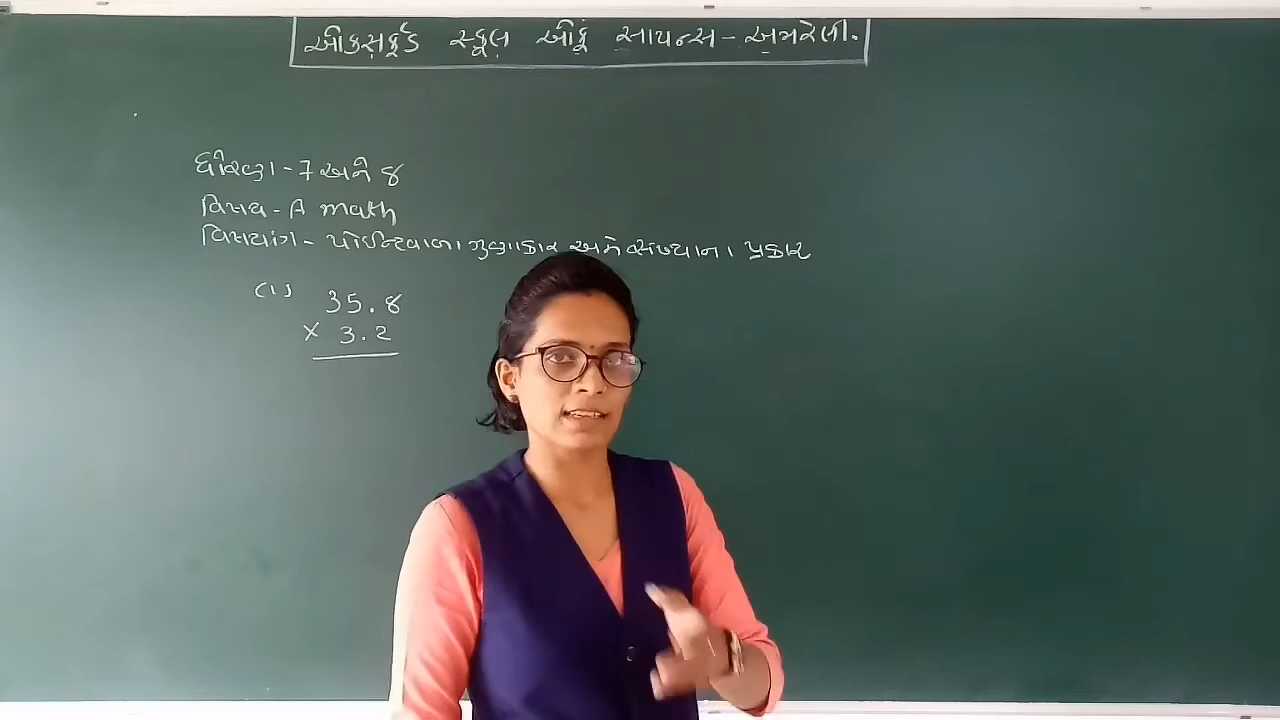 ઓક્સફર્ડ સ્કૂલ ઓફ સાયન્સ - અમરેલી.
ધોરણ - 7 અને ૪
વિષય - A math
વિષયાંગ - પોઈન્ટવાળા ગુણાકાર અને સંખ્યાના પ્રકાર
(1) 35.8
× 3.2